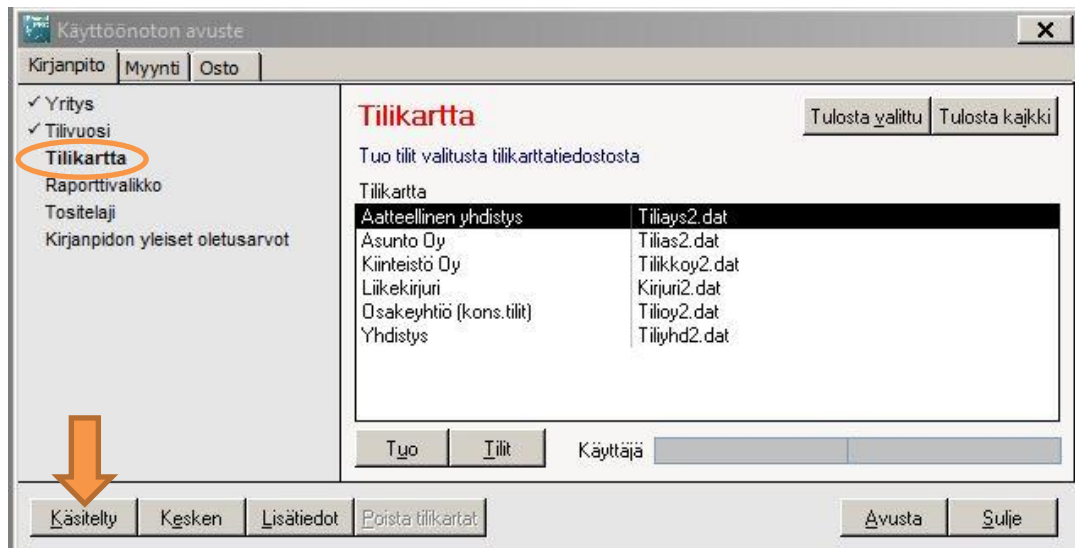 Käyttöönoton avuste
Kirjanpito Myynti Osto
✓ Yritys
✓ Tilivuosi
Tilikartta
Raporttivalikko
Tositelaji
Kirjanpidon yleiset oletusarvot
Tilikartta
Tulosta valittu Tulosta kaikki
Tuo tilit valitusta tilikarttatiedostosta
Tilikartta
Aatteellinen yhdistys Tiliays2.dat
Asunto Oy Tilias2.dat
Kiinteistö Oy Tilikkoy2.dat
Liikekirjuri Kirjuri2.dat
Osakeyhtiö (kons.tilit) Tilioy2.dat
Yhdistys Tiliyhd2.dat
Tuo Tilit Käyttäjä
Käsitelty Kesken Lisätiedot Poista tilikartat Avusta Sulje